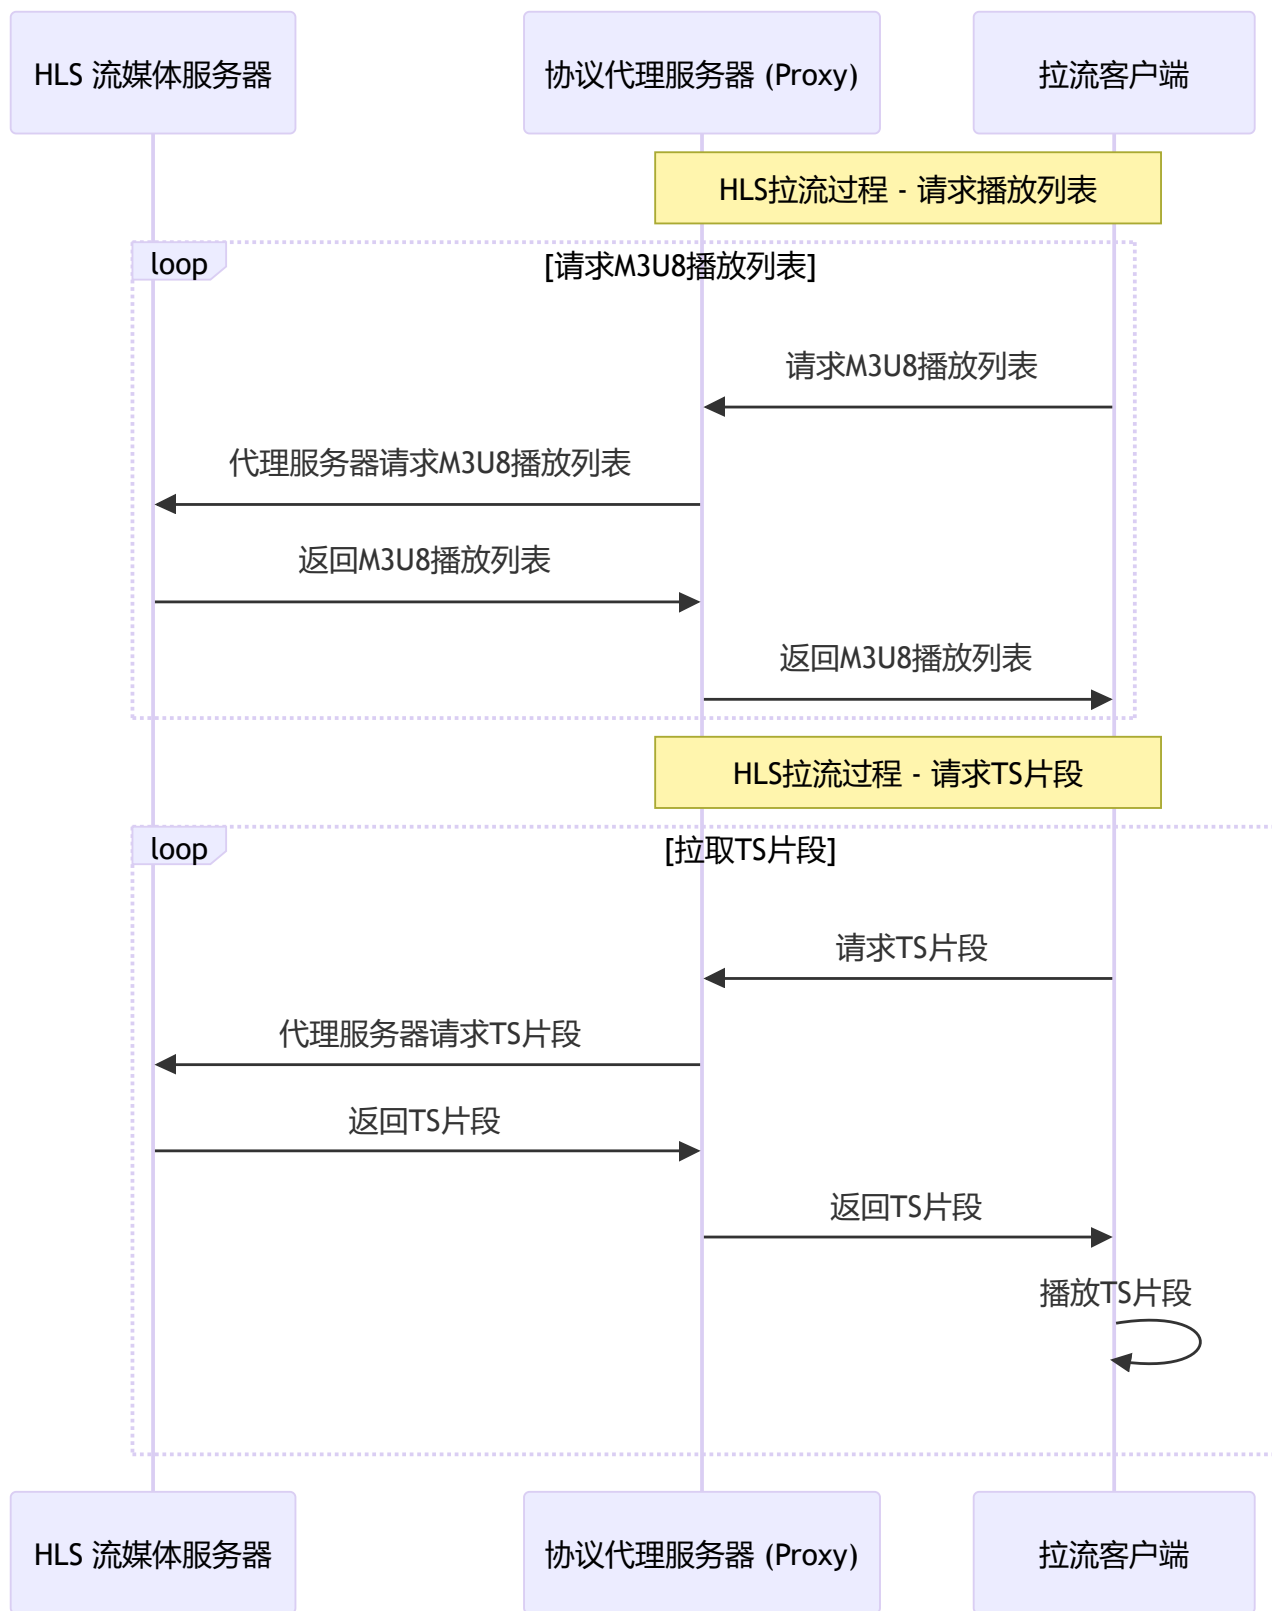 HLS 流媒体服务器
协议代理服务器 (Proxy)
拉流客户端
HLS拉流过程 - 请求播放列表
loop
[请求M3U8播放列表]
请求M3U8播放列表
代理服务器请求M3U8播放列表
返回M3U8播放列表
返回M3U8播放列表
HLS拉流过程 - 请求TS片段
loop
[拉取TS片段]
请求TS片段
代理服务器请求TS片段
返回TS片段
返回TS片段
播放TS片段
HLS 流媒体服务器
协议代理服务器 (Proxy)
拉流客户端